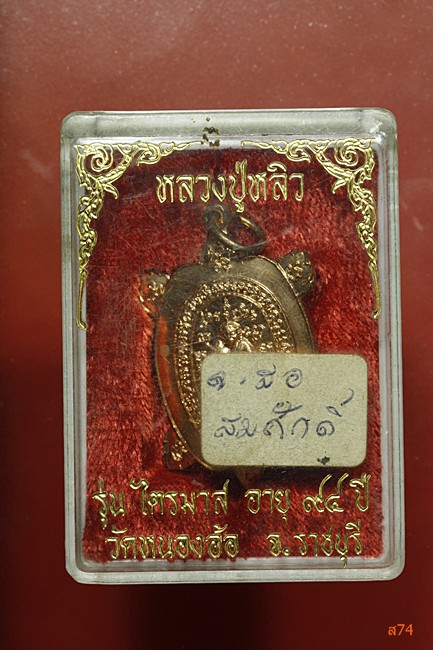 หลวงปู่หลิว
ด.มอ
สมศักดิ์
รุ่น ไตรมาส อายุ ๙๔ ปี
วัดหนองอ้อ จ.ราชบุรี
ส74